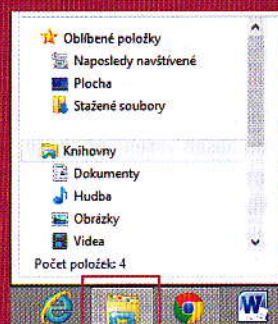 Oblíbené položky
Naposledy navštívené
Plocha
Stažené soubory
Knihovny
Dokumenty
Hudba
Obrázky
Videa
Počet položek: 4